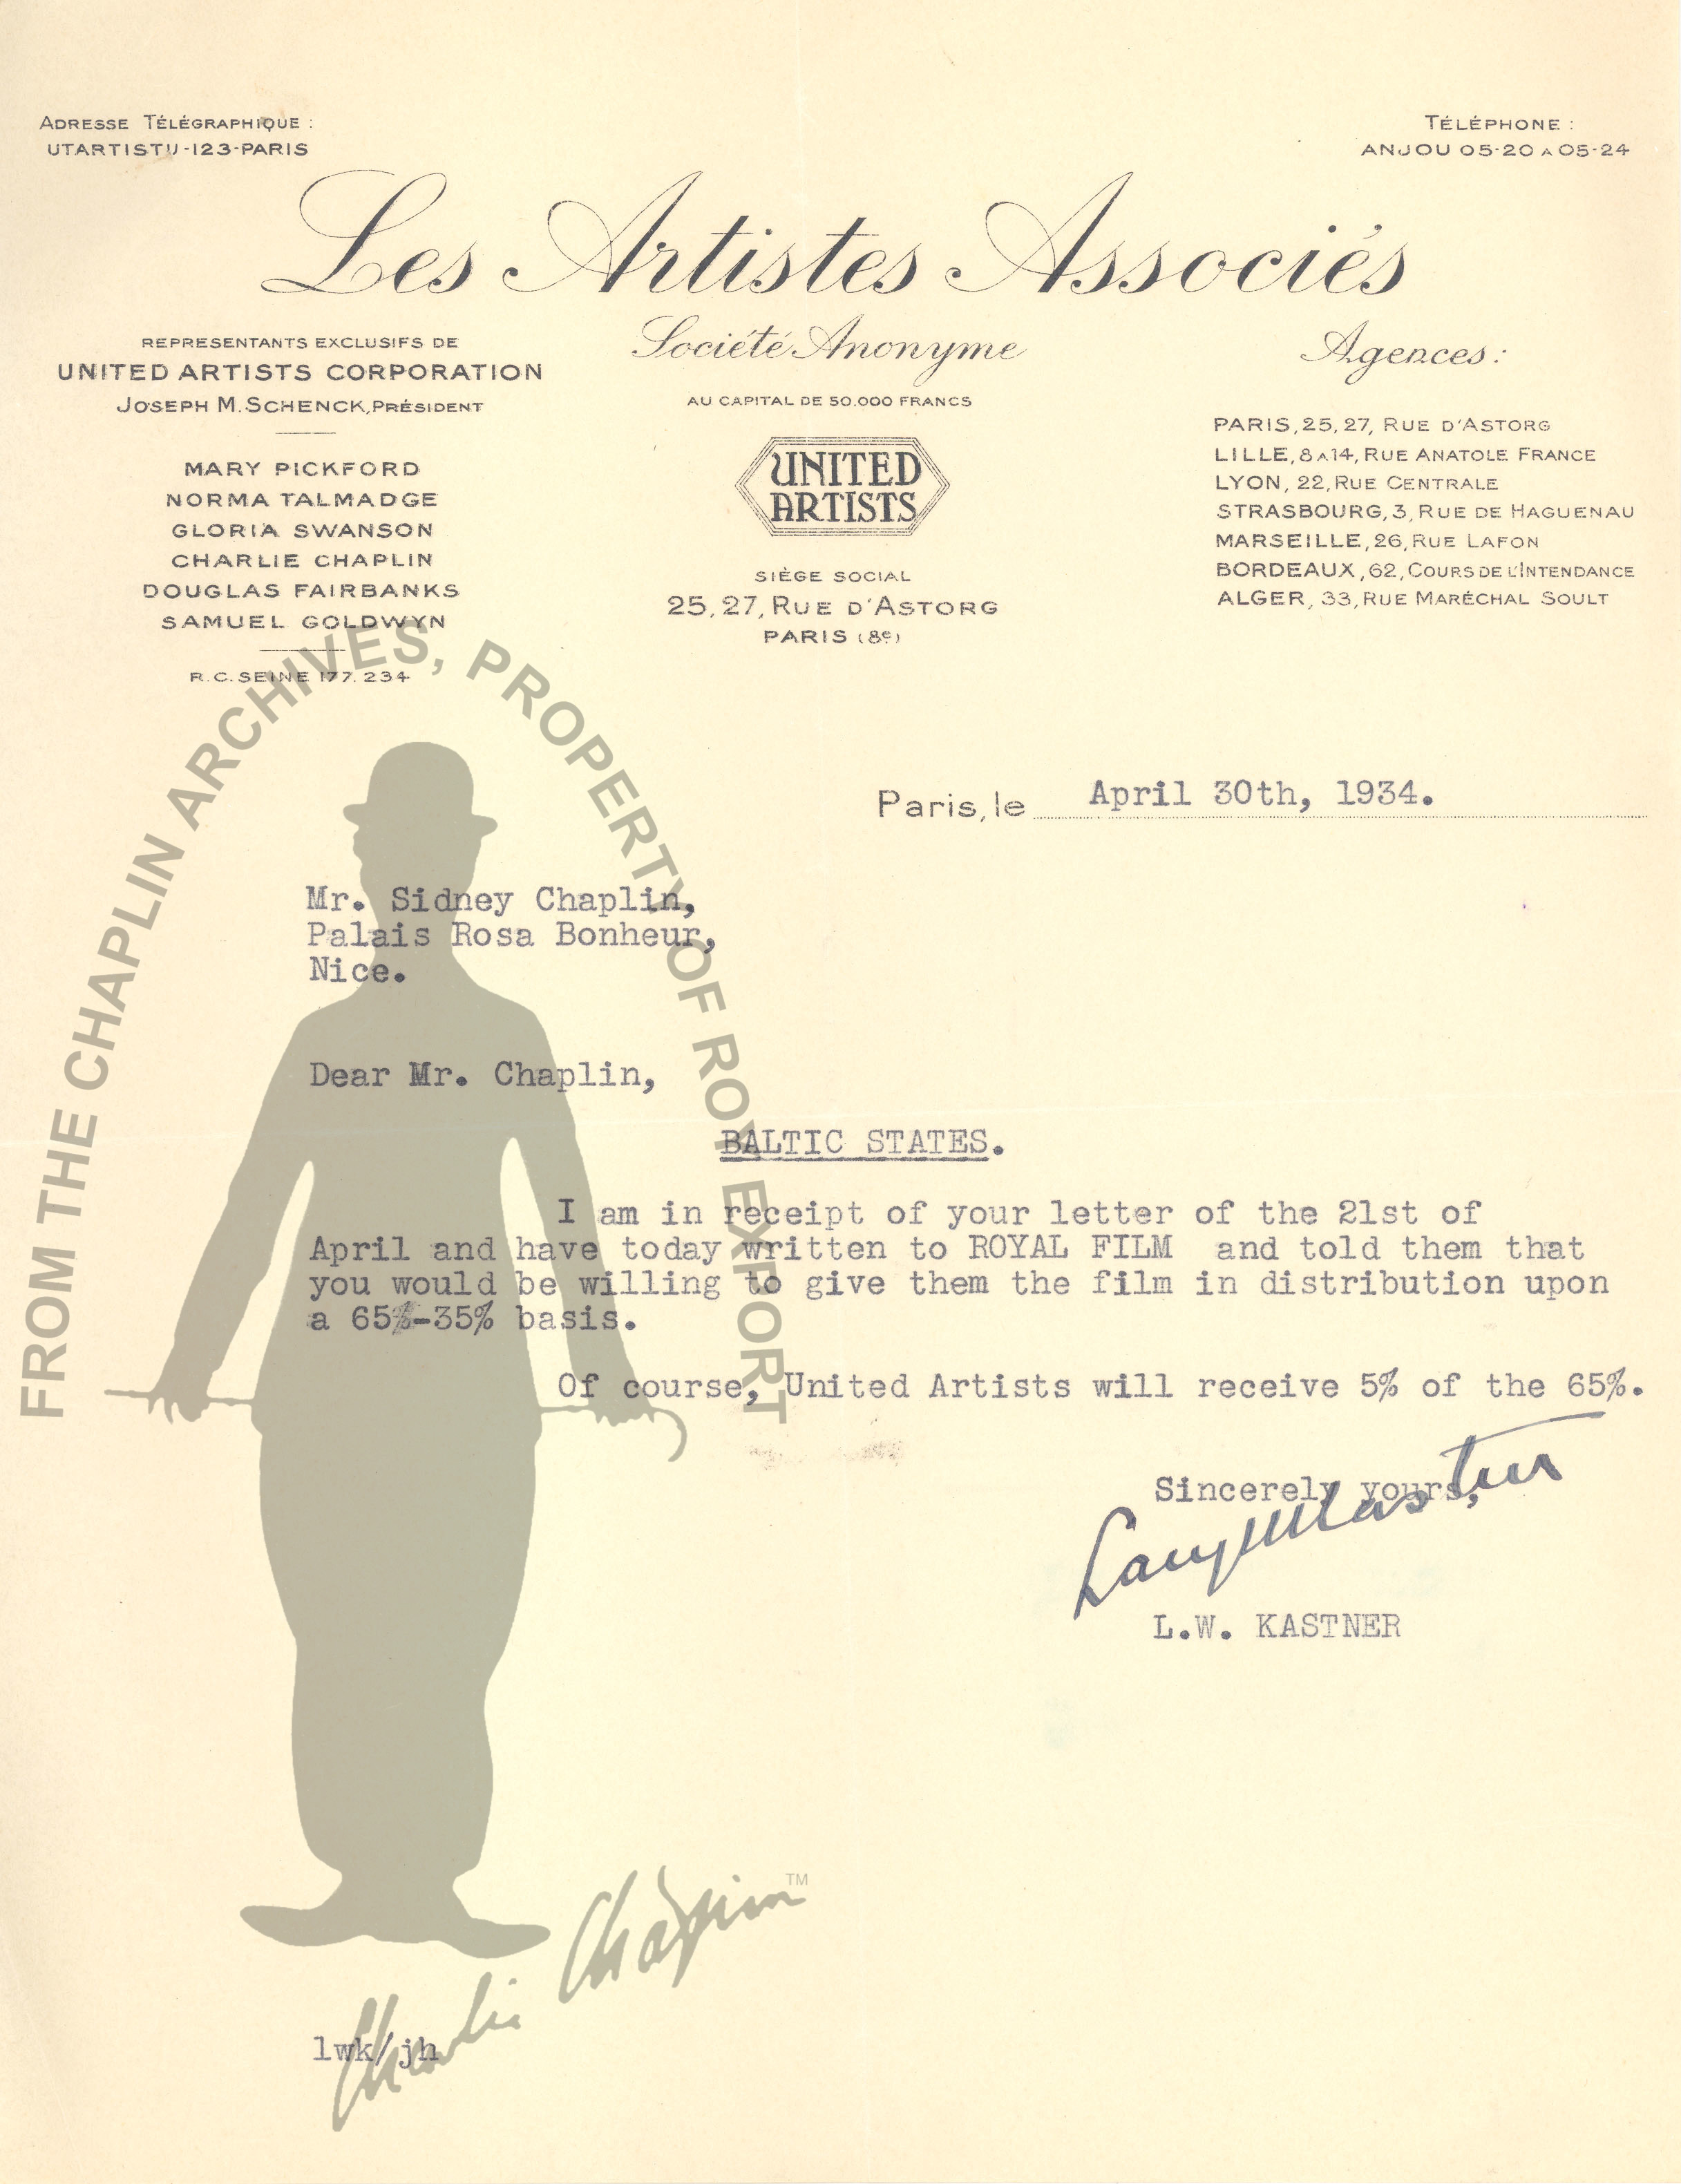 ADRESSE TÉLÉGRAPHIQUE :
UTARTISTU-123-PARIS
TÉLÉPHONE :
ANJOU 05-20 A 05-24
Les Artistes Associés
REPRESENTANTS EXCLUSIFS DE
UNITED ARTISTS CORPORATION
JOSEPH M. SCHENCK, PRÉSIDENT
MARY PICKFORD
NORMA TALMADGE
GLORIA SWANSON
CHARLIE CHAPLIN
DOUGLAS FAIRBANKS
SAMUEL GOLDWYN
R.C. SEINE 177.234
Société Anonyme
AU CAPITAL DE 50.000 FRANCS
UNITED
ARTISTS
SIÈGE SOCIAL
25, 27, RUE D'ASTORG
PARIS (8e)
Agences :
PARIS, 25, 27, RUE D'ASTORG
LILLE, 8 A 14, RUE ANATOLE FRANCE
LYON, 22, RUE CENTRALE
STRASBOURG, 3, RUE DE HAGUENAU
MARSEILLE, 26, RUE LAFON
BORDEAUX, 62, COURS DE L'INTENDANCE
ALGER, 33, RUE MARÉCHAL SOULT
FROM THE CHAPLIN ARCHIVES, PROPERTY OF ROY EXPORT
Paris, le April 30th, 1934.
Mr. Sidney Chaplin,
Palais Rosa Bonheur,
Nice.
Dear Mr. Chaplin,
BALTIC STATES.
I am in receipt of your letter of the 21st of
April and have today written to ROYAL FILM and told them that
you would be willing to give them the film in distribution upon
a 65%-35% basis.
Of course, United Artists will receive 5% of the 65%.
Sincerely yours,
L.W. KASTNER
Charlie Chaplin™
lwk/jh